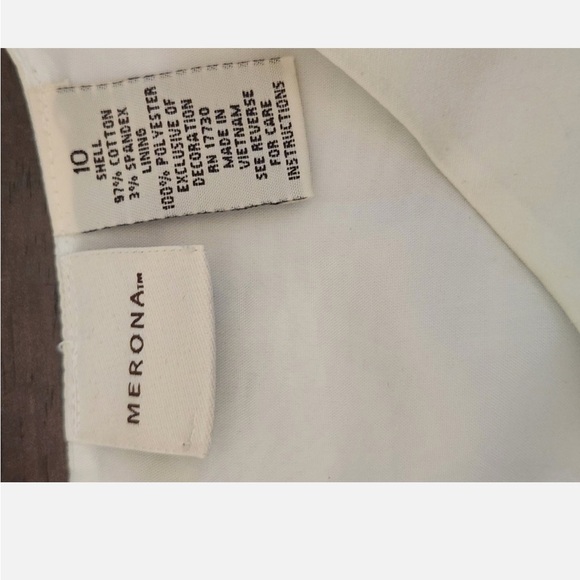 10
SHELL
97% COTTON
3% SPANDEX
LINING
100% POLYESTER
EXCLUSIVE OF
DECORATION
RN 17730
MADE IN
VIETNAM
SEE REVERSE
FOR CARE
INSTRUCTIONS
MERONA™